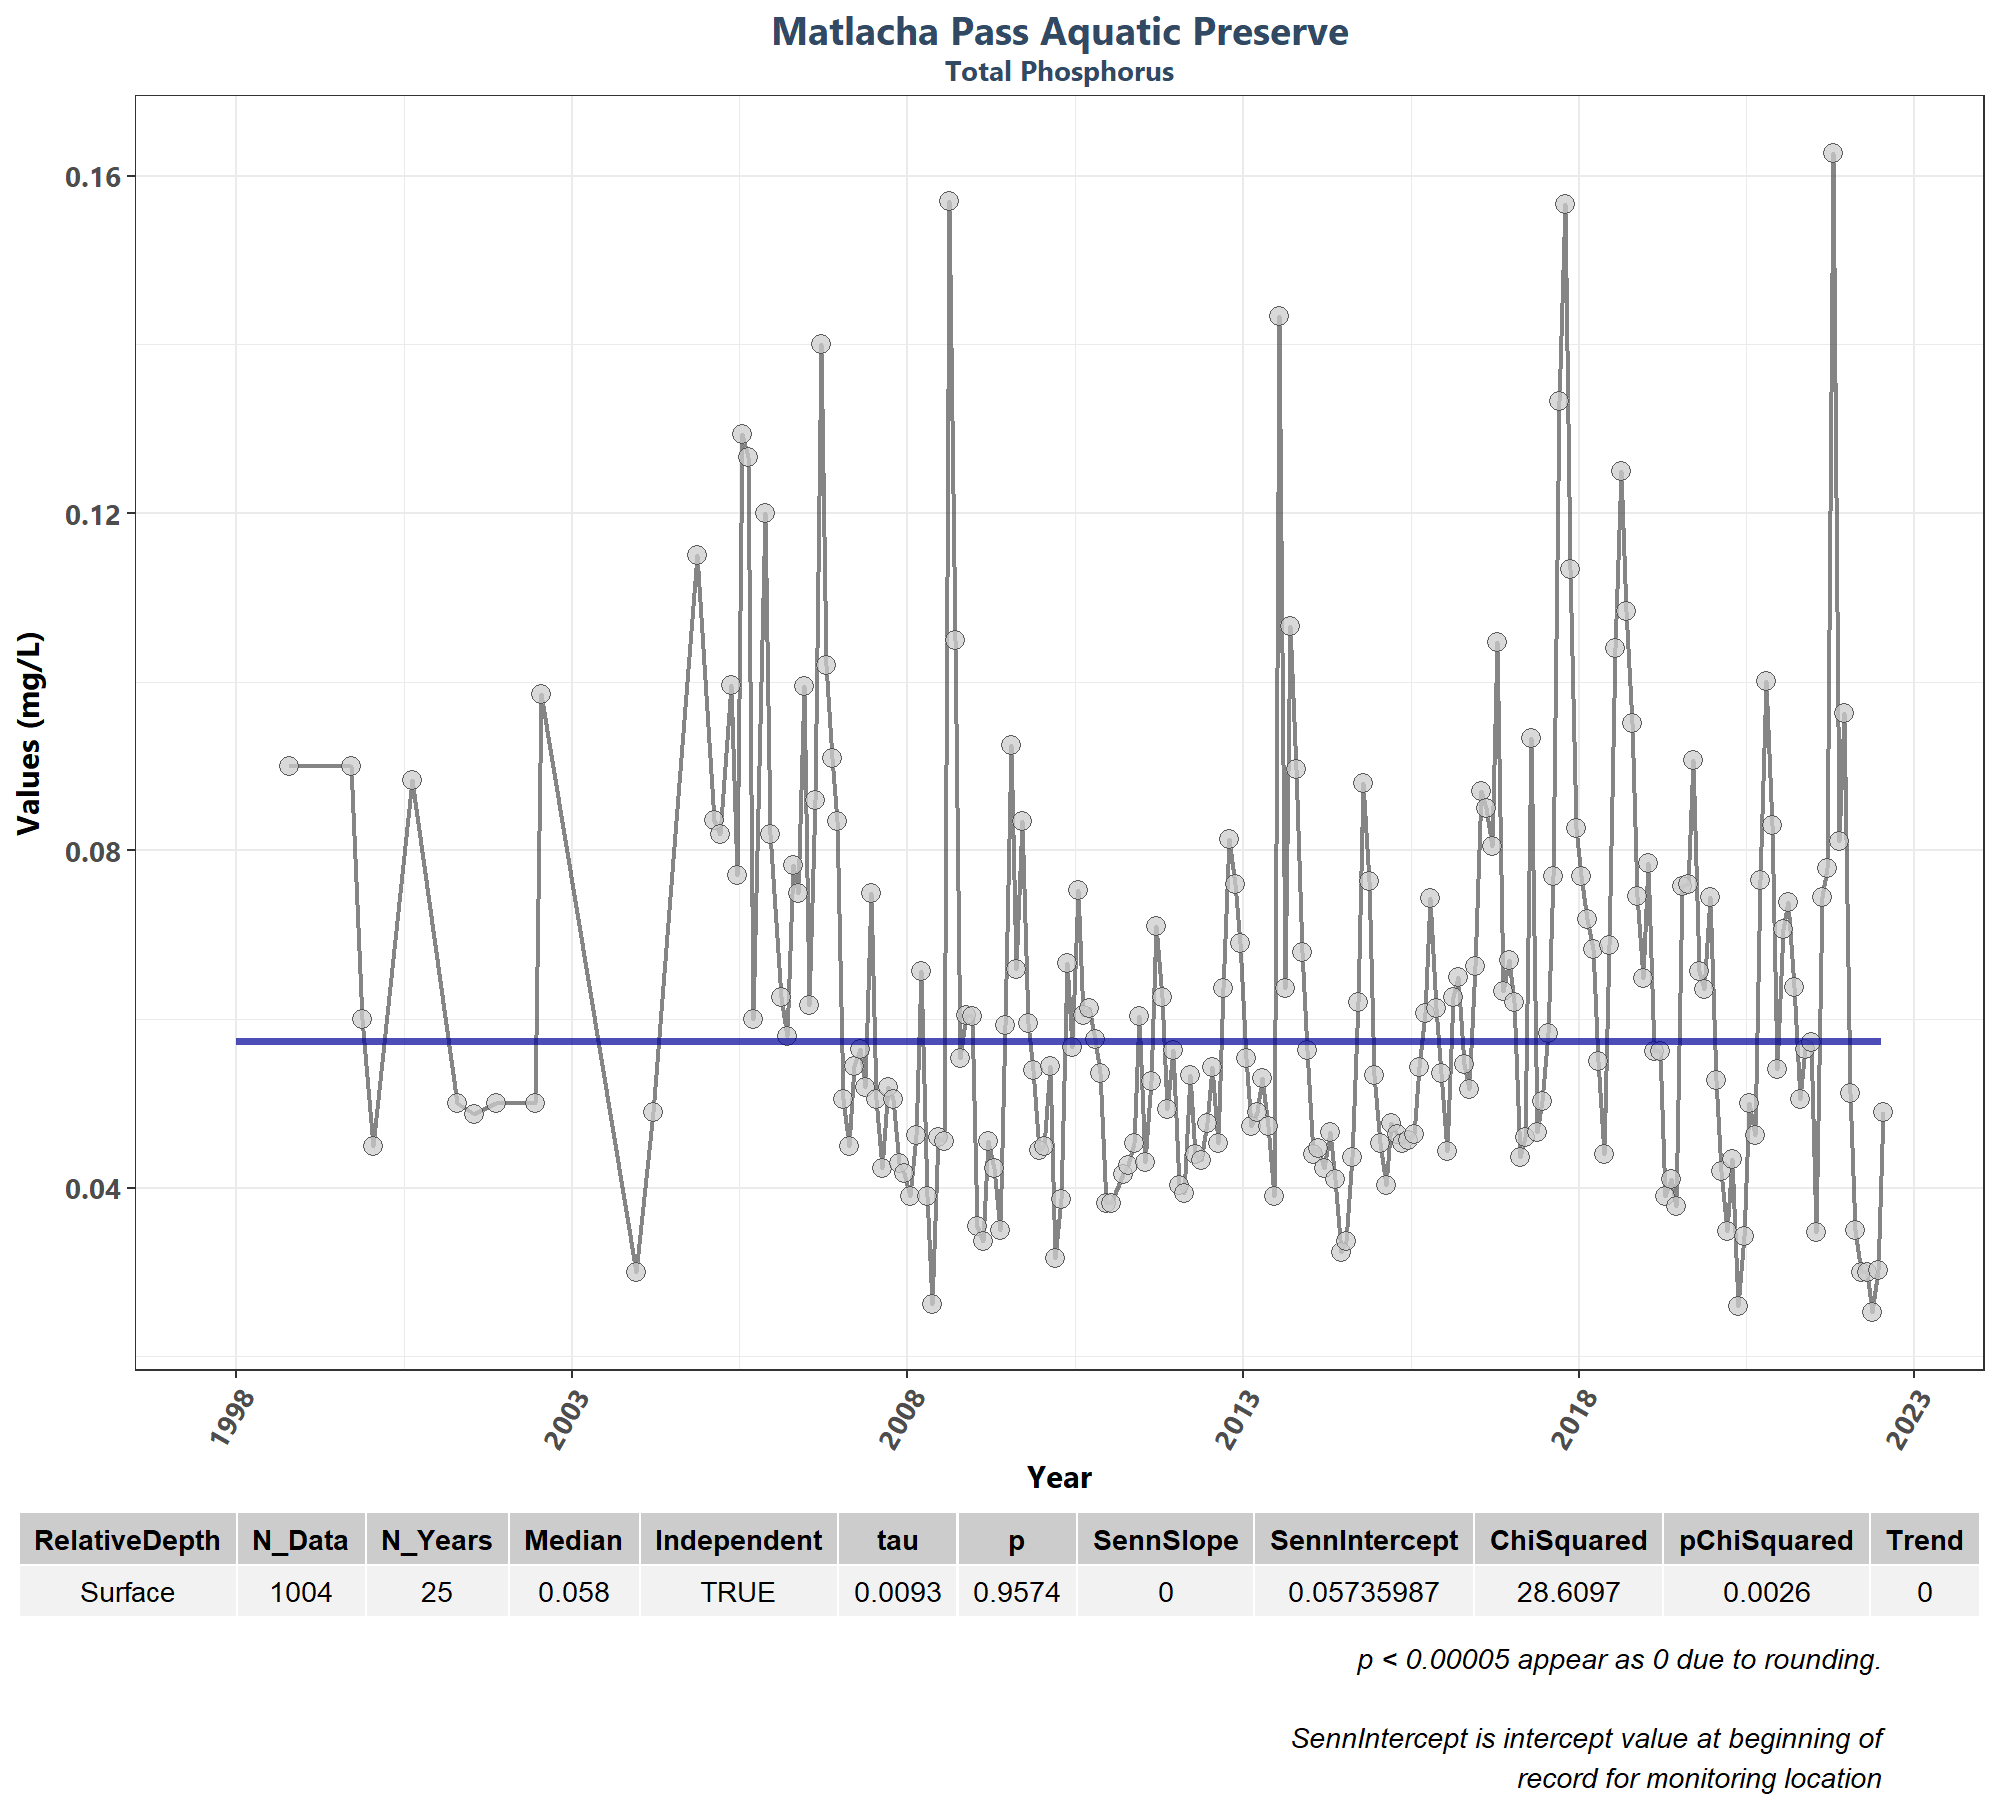 Matlacha Pass Aquatic Preserve
Total Phosphorus
Values (mg/L)
0.16
0.12
0.08
0.04
1998 2003 2008 2013 2018 2023
Year
RelativeDepth N_Data N_Years Median Independent tau p SennSlope SennIntercept ChiSquared pChiSquared Trend
Surface 1004 25 0.058 TRUE 0.0093 0.9574 0 0.05735987 28.6097 0.0026 0
p < 0.00005 appear as 0 due to rounding.
SennIntercept is intercept value at beginning of
record for monitoring location